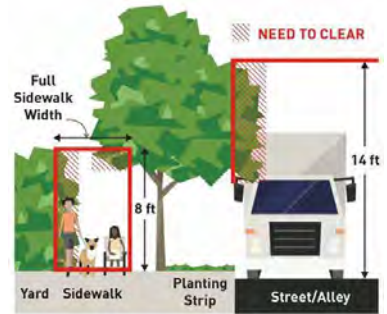 NEED TO CLEAR
Full
Sidewalk
Width
8 ft
14 ft
Yard
Sidewalk
Planting
Strip
Street/Alley